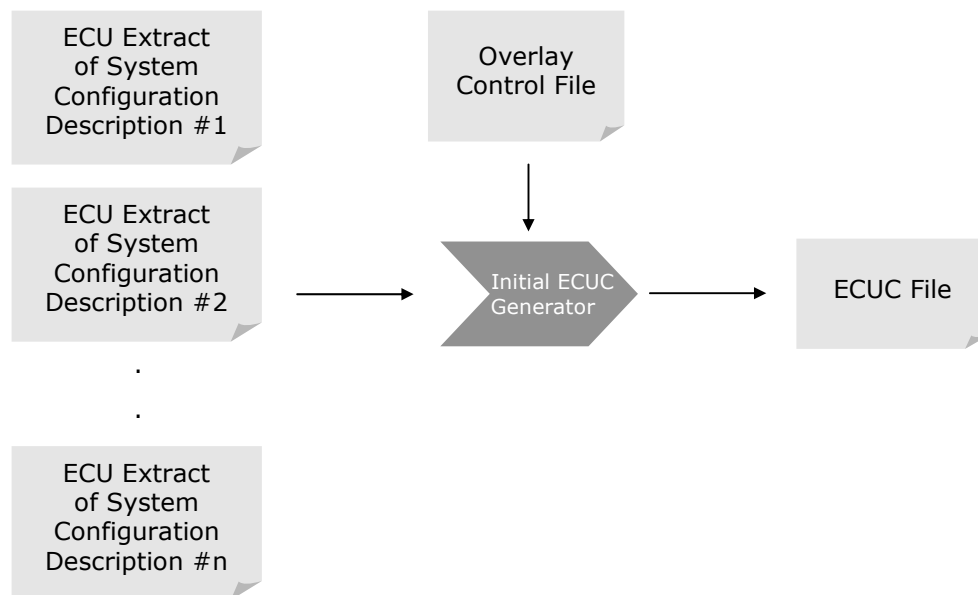 ECU Extract
of System
Configuration
Description #1
Overlay
Control File
ECU Extract
of System
Configuration
Description #2
Initial ECUC
Generator
ECUC File
.
.
ECU Extract
of System
Configuration
Description #n